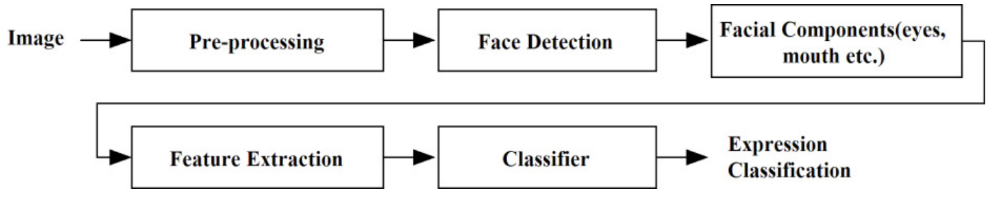 Image
Pre-processing
Face Detection
Facial Components(eyes,
mouth etc.)
Feature Extraction
Classifier
Expression
Classification